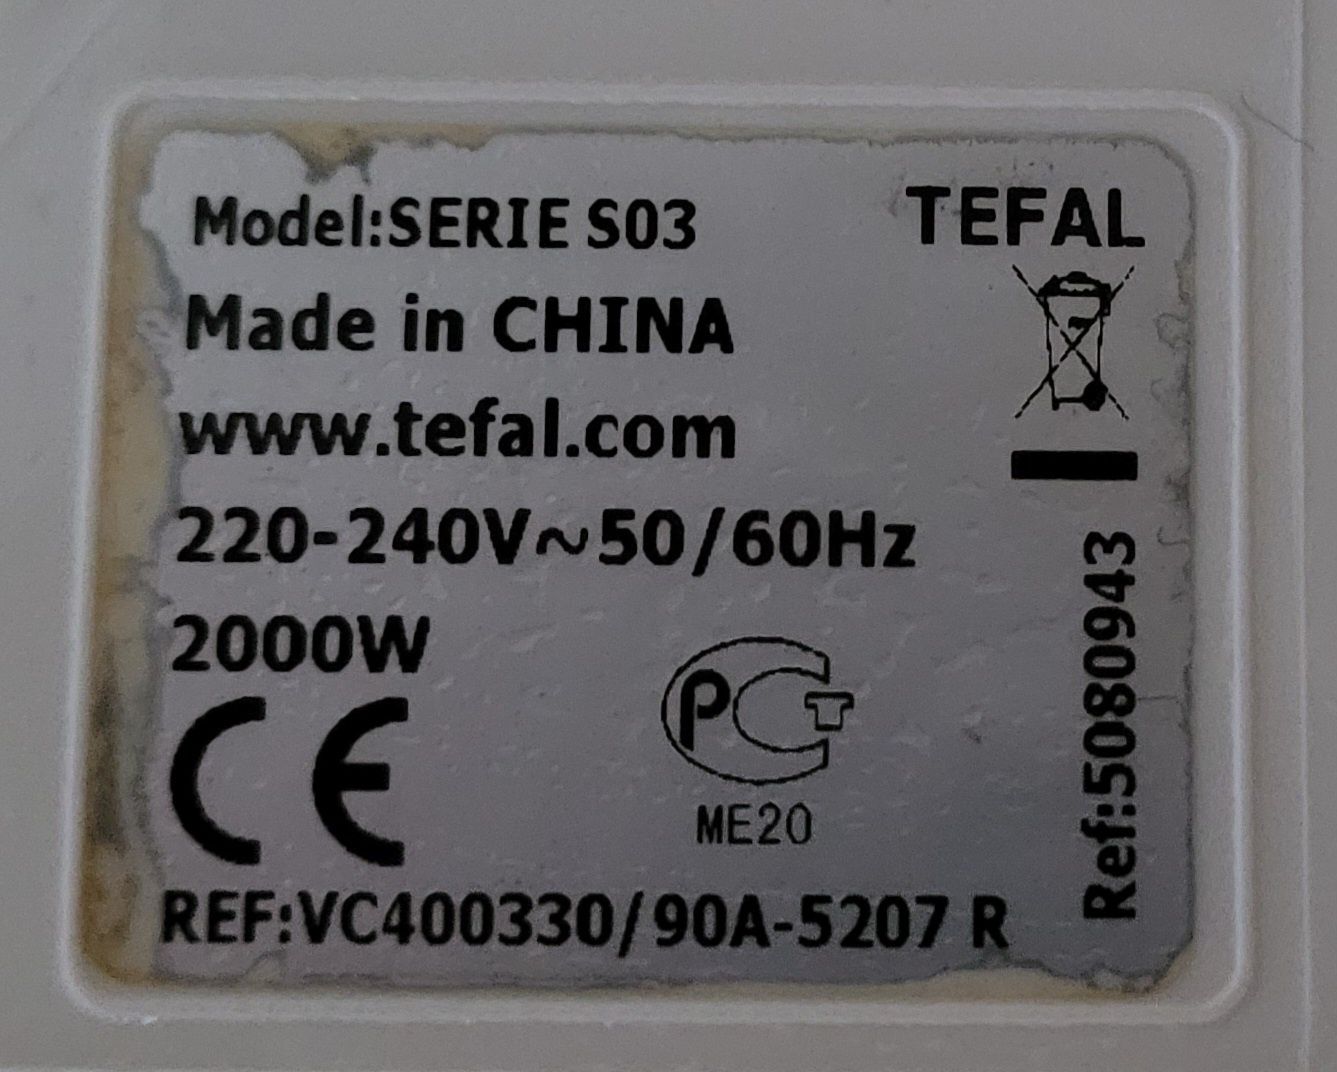 Model:SERIE S03
TEFAL
Made in CHINA
www.tefal.com
220-240V~50/60Hz
2000W
CE
PCT
ME20
REF:VC400330/90A-5207 R
Ref:5080943